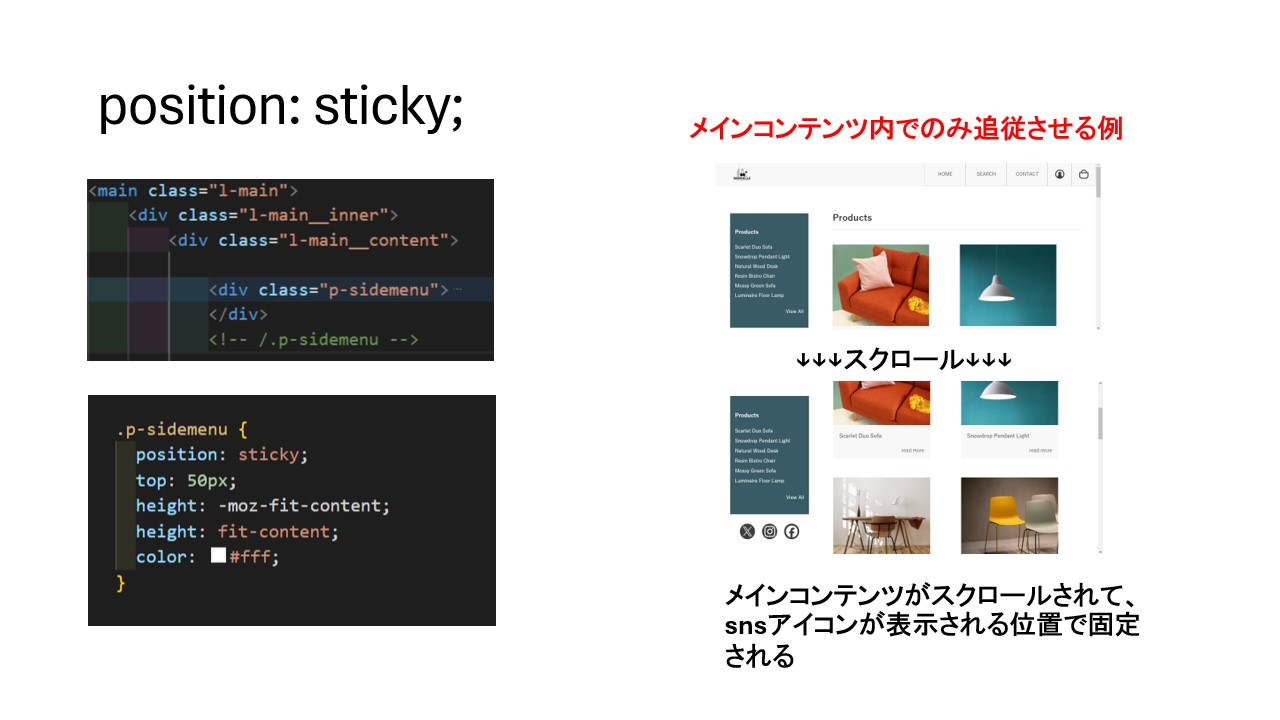 position: sticky;
<main class="l-main">
<div class="l-main__inner">
<div class="l-main__content">
<div class="p-sidemenu">…
</div>
<!-- /.p-sidemenu -->
.p-sidemenu {
position: sticky;
top: 50px;
height: -moz-fit-content;
height: fit-content;
color: #fff;
}
メインコンテンツ内でのみ追従させる例
HOME SEARCH CONTACT
Products
Scarlet Duo Sofa
Snowdrop Pendant Light
Natural Wood Desk
Resin Bistro Chair
Mossy Green Sofa
Luminaire Floor Lamp
View All
Products
↓↓↓スクロール↓↓↓
Products
Scarlet Duo Sofa
Snowdrop Pendant Light
Natural Wood Desk
Resin Bistro Chair
Mossy Green Sofa
Luminaire Floor Lamp
View All
Scarlet Duo Sofa
read more
Snowdrop Pendant Light
read more
メインコンテンツがスクロールされて、
snsアイコンが表示される位置で固定
される